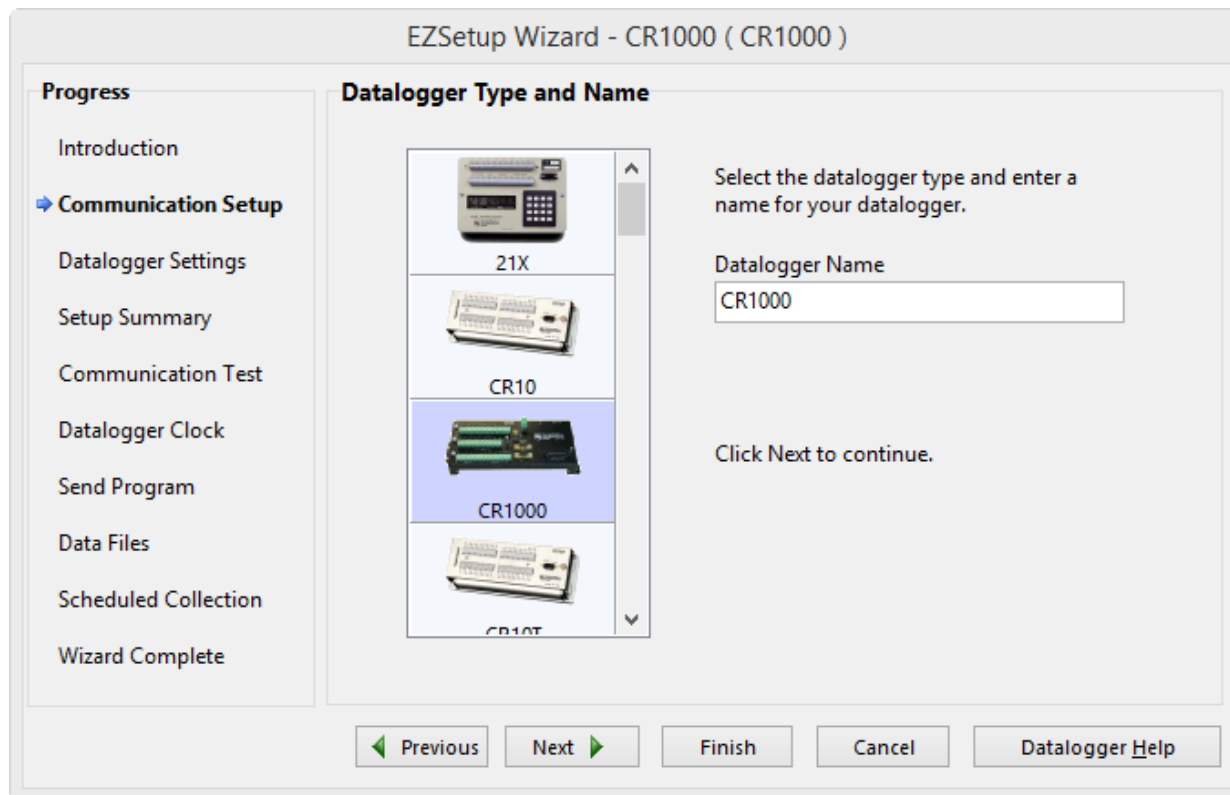 EZSetup Wizard - CR1000 ( CR1000 )
Progress
Introduction
Communication Setup
Datalogger Settings
Setup Summary
Communication Test
Datalogger Clock
Send Program
Data Files
Scheduled Collection
Wizard Complete
Datalogger Type and Name
21X
CR10
CR1000
CR10T
Select the datalogger type and enter a
name for your datalogger.
Datalogger Name
CR1000
Click Next to continue.
Previous
Next
Finish
Cancel
Datalogger Help